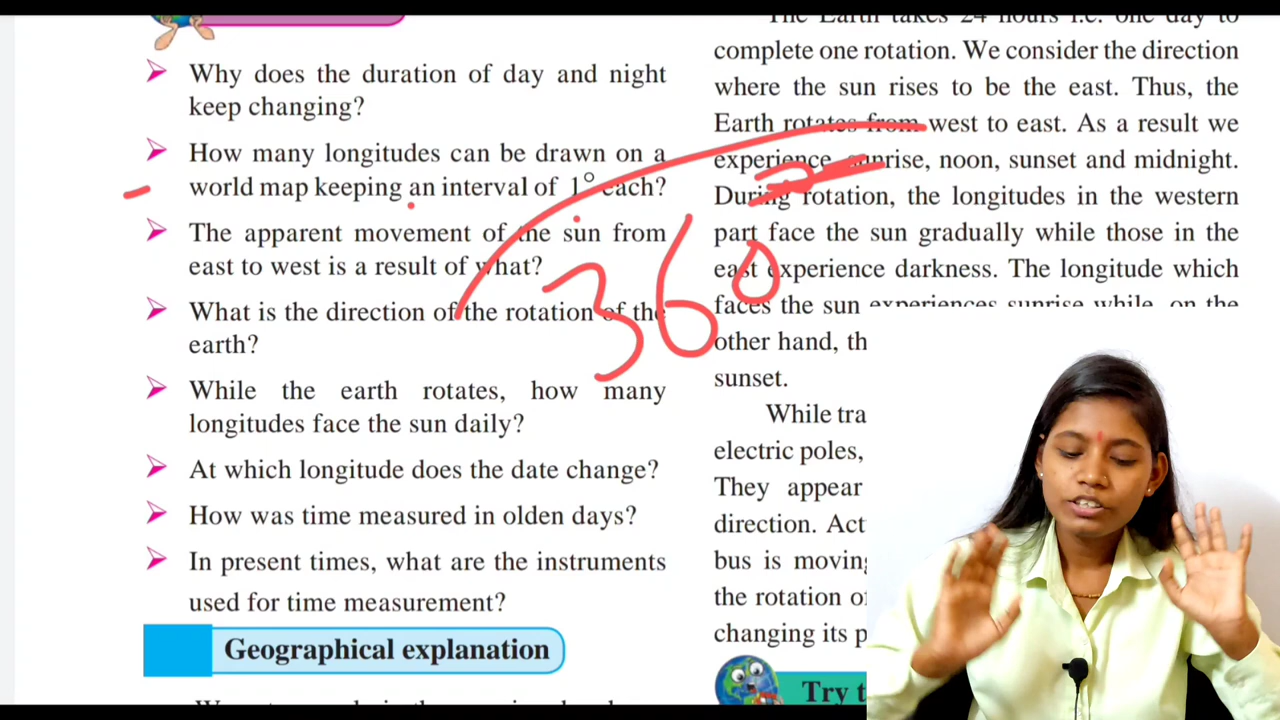 Why does the duration of day and night
keep changing?
How many longitudes can be drawn on a
world map keeping an interval of 1° each?
The apparent movement of the sun from
east to west is a result of what?
What is the direction of the rotation of the
earth?
While the earth rotates, how many
longitudes face the sun daily?
At which longitude does the date change?
How was time measured in olden days?
In present times, what are the instruments
used for time measurement?
Geographical explanation
360
The Earth takes 24 hours i.e. one day to
complete one rotation. We consider the direction
where the sun rises to be the east. Thus, the
Earth rotates from west to east. As a result we
experience sunrise, noon, sunset and midnight.
During rotation, the longitudes in the western
part face the sun gradually while those in the
east experience darkness. The longitude which
faces the sun experiences sunrise while, on the
other hand, th
sunset.
While tra
electric poles,
They appear
direction. Act
bus is moving
the rotation of
changing its p
Try t